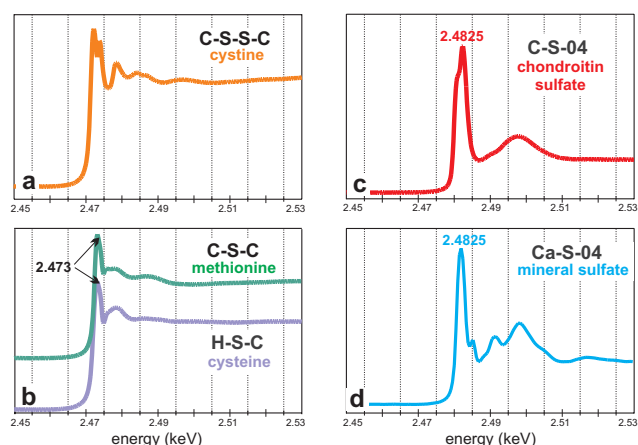 C-S-S-C
cystine
a
2.45 2.47 2.49 2.51 2.53
2.4825
C-S-04
chondroitin
sulfate
c
2.45 2.47 2.49 2.51 2.53
C-S-C
methionine
2.473
H-S-C
cysteine
b
2.45 2.47 2.49 2.51 2.53
energy (keV)
2.4825
Ca-S-04
mineral sulfate
d
2.45 2.47 2.49 2.51 2.53
energy (keV)